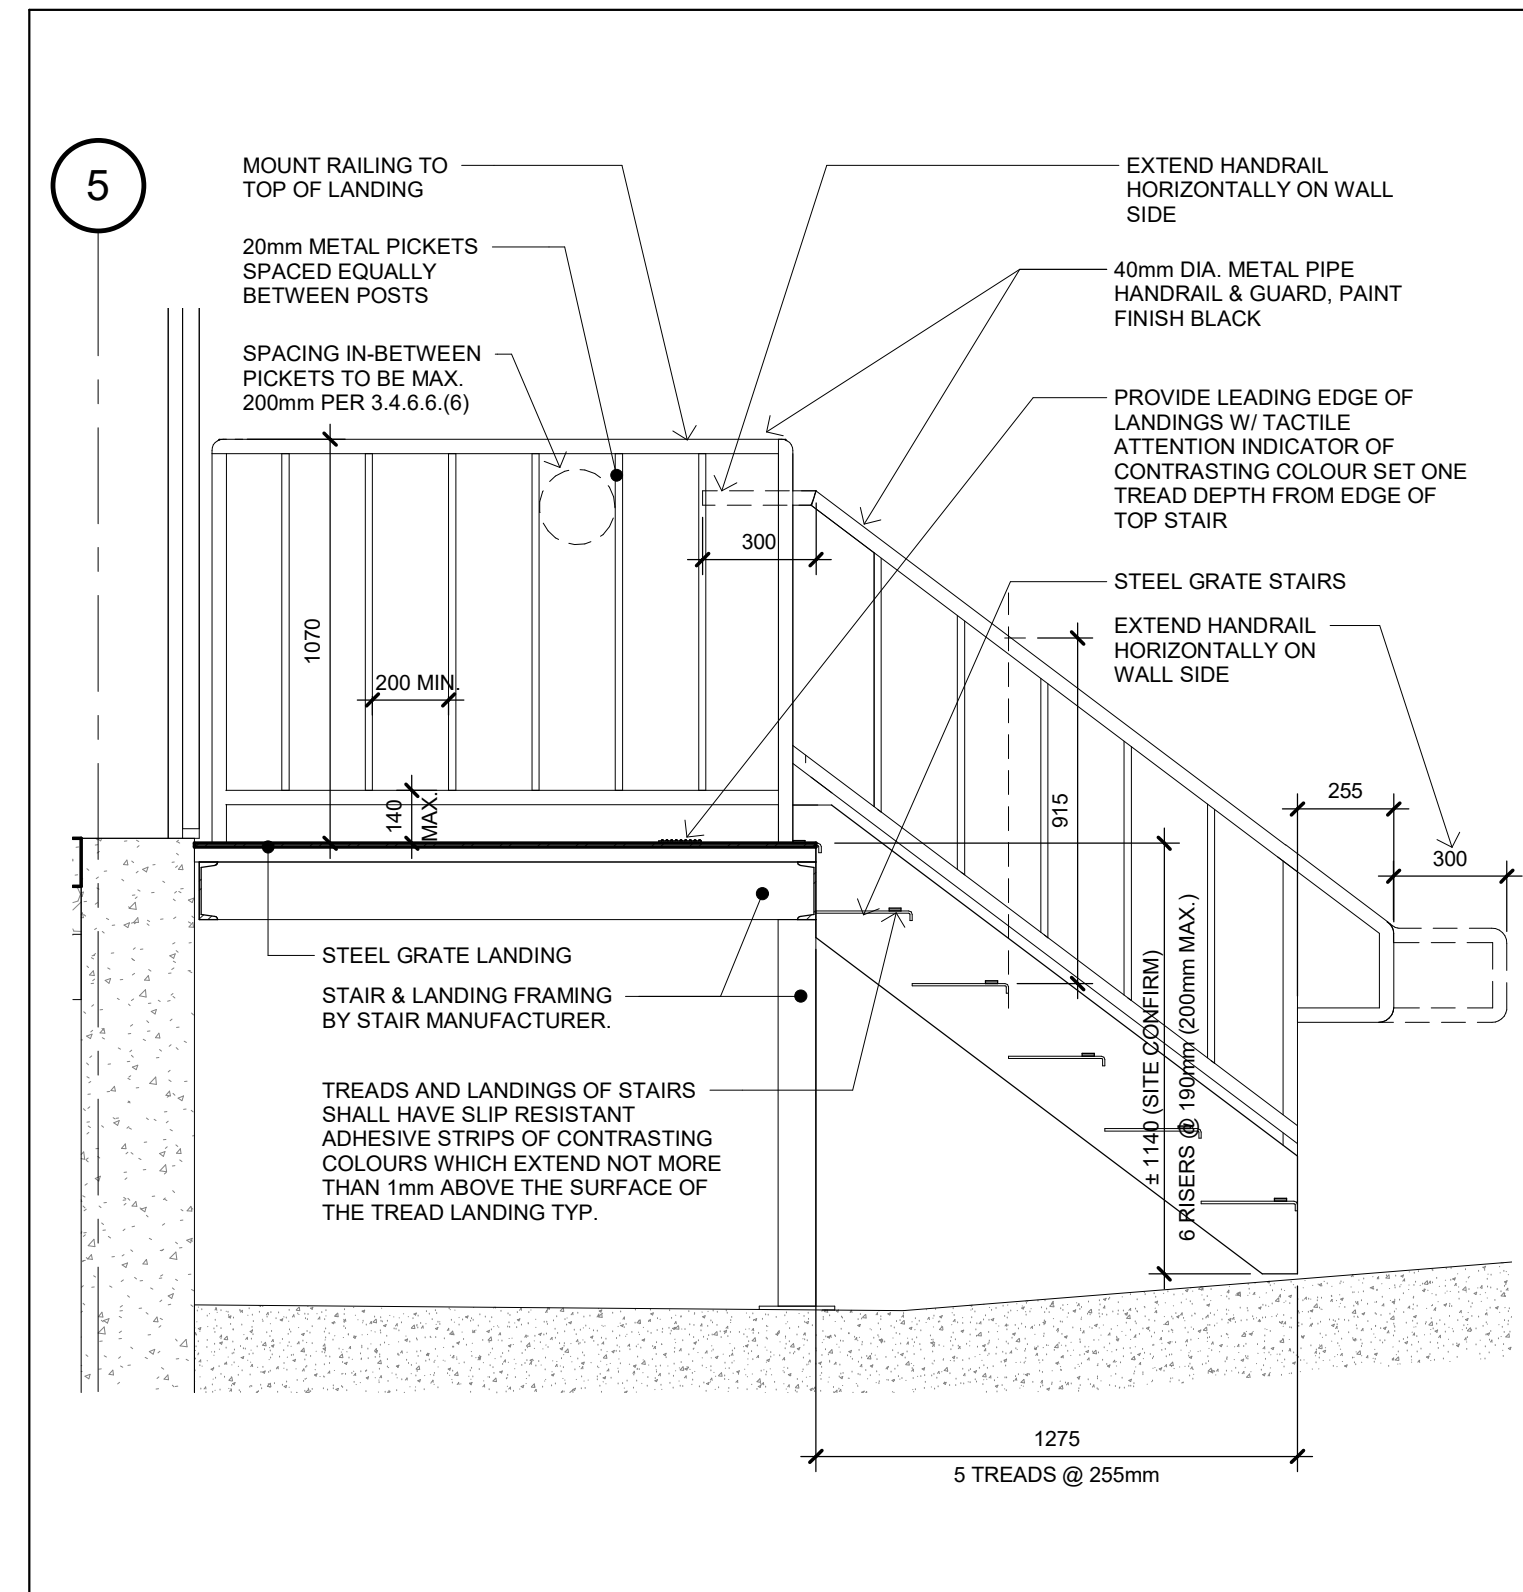 5
MOUNT RAILING TO
TOP OF LANDING
20mm METAL PICKETS
SPACED EQUALLY
BETWEEN POSTS
SPACING IN-BETWEEN
PICKETS TO BE MAX.
200mm PER 3.4.6.6.(6)
EXTEND HANDRAIL
HORIZONTALLY ON WALL
SIDE
40mm DIA. METAL PIPE
HANDRAIL & GUARD, PAINT
FINISH BLACK
PROVIDE LEADING EDGE OF
LANDINGS W/ TACTILE
ATTENTION INDICATOR OF
CONTRASTING COLOUR SET ONE
TREAD DEPTH FROM EDGE OF
TOP STAIR
300
STEEL GRATE STAIRS
EXTEND HANDRAIL
HORIZONTALLY ON
WALL SIDE
1070
200 MIN.
140
MAX.
915
255
300
STEEL GRATE LANDING
STAIR & LANDING FRAMING
BY STAIR MANUFACTURER.
TREADS AND LANDINGS OF STAIRS
SHALL HAVE SLIP RESISTANT
ADHESIVE STRIPS OF CONTRASTING
COLOURS WHICH EXTEND NOT MORE
THAN 1mm ABOVE THE SURFACE OF
THE TREAD LANDING TYP.
± 1140 (SITE CONFIRM)
6 RISERS @ 190mm (200mm MAX.)
1275
5 TREADS @ 255mm